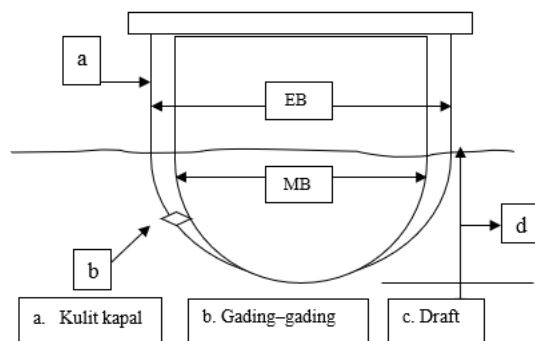 a
EB
MB
d
b
a. Kulit kapal
b. Gading–gading
c. Draft